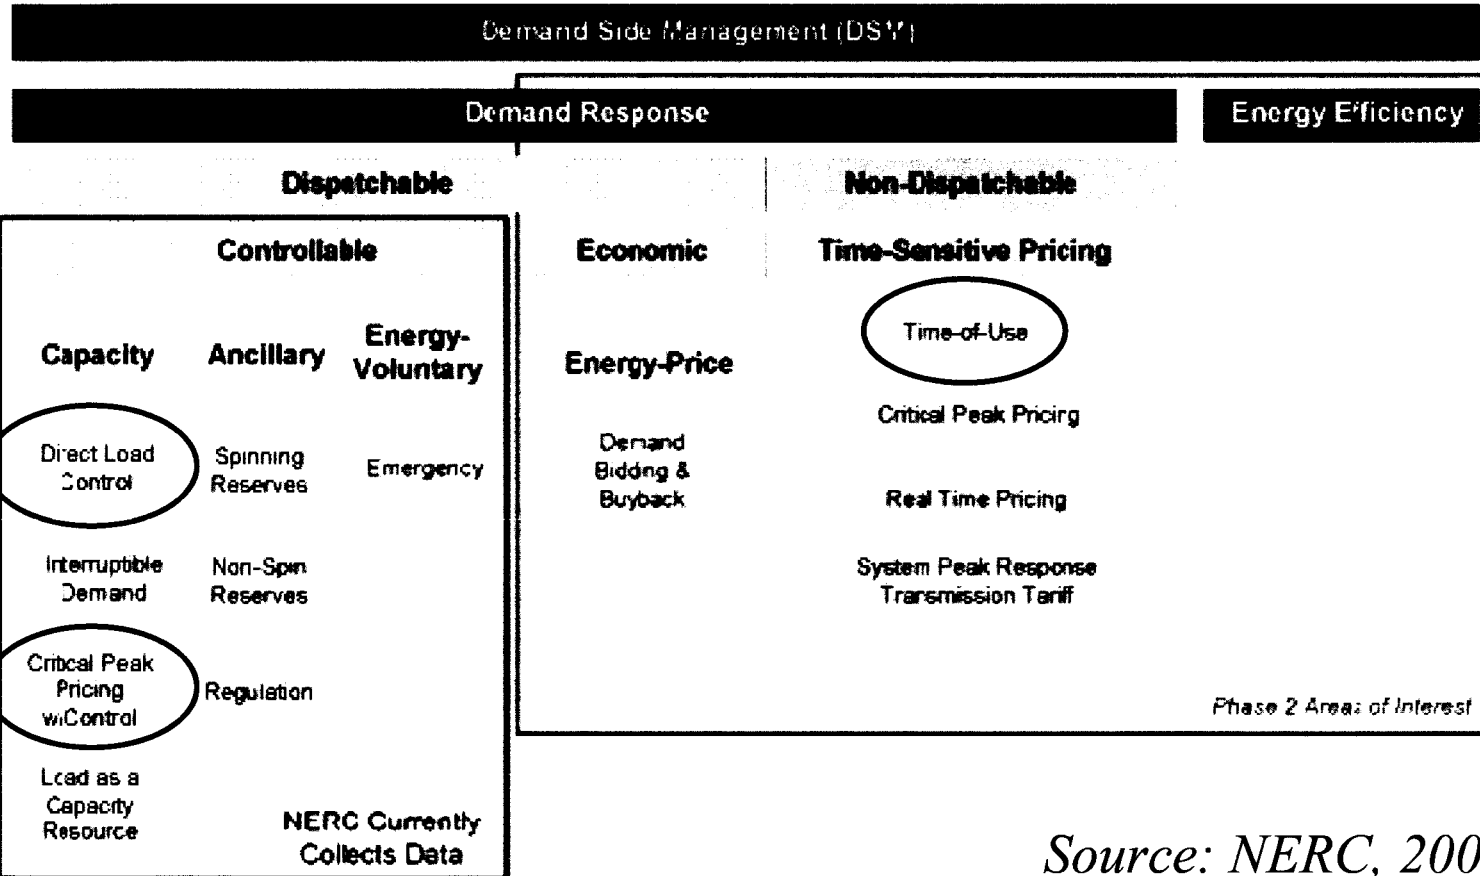 Demand Side Management (DSM)
Demand Response
Energy Efficiency
Dispatchable
Non-Dispatchable
Controllable
Economic
Time-Sensitive Pricing
Capacity
Ancillary
Energy-
Voluntary
Energy-Price
Time-of-Use
Critical Peak Pricing
Direct Load
Control
Spinning
Reserves
Emergency
Demand
Bidding &
Buyback
Real Time Pricing
Interruptible
Demand
Non-Spin
Reserves
System Peak Response
Transmission Tariff
Critical Peak
Pricing
w/Control
Regulation
Phase 2 Areas of Interest
Load as a
Capacity
Resource
NERC Currently
Collects Data
Source: NERC, 200